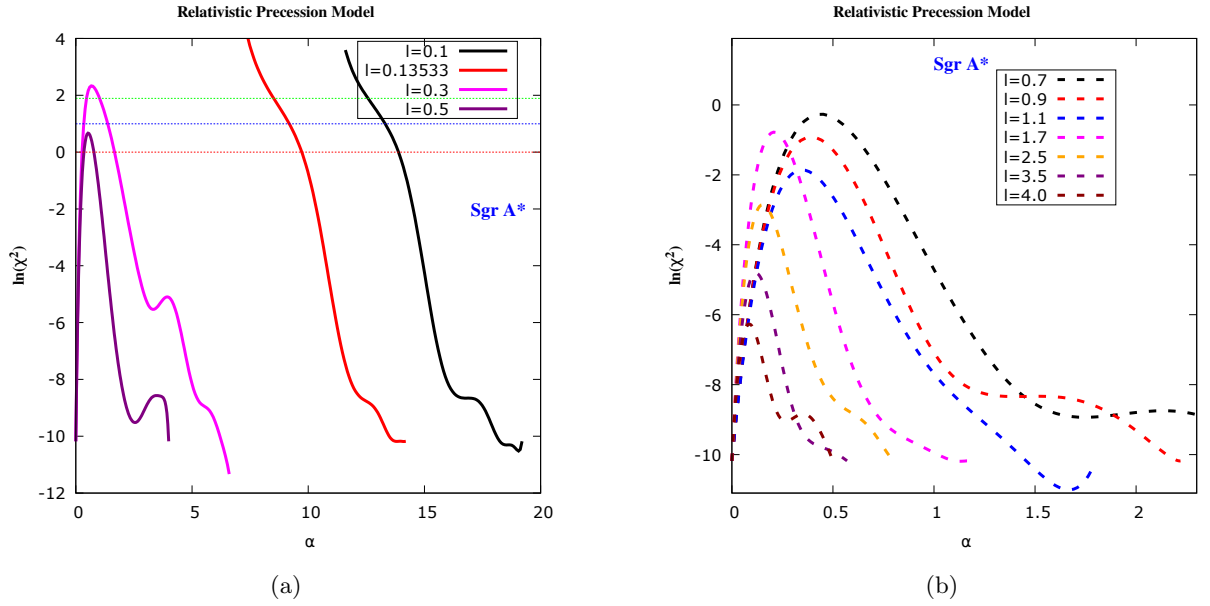 Relativistic Precession Model
ln(χ²)
4
2
0
-2
-4
-6
-8
-10
-12
l=0.1
l=0.13533
l=0.3
l=0.5
Sgr A*
0 5 10 15 20
α
(a)
Relativistic Precession Model
ln(χ²)
0
-2
-4
-6
-8
-10
Sgr A*
l=0.7
l=0.9
l=1.1
l=1.7
l=2.5
l=3.5
l=4.0
0 0.5 1 1.5 2
α
(b)